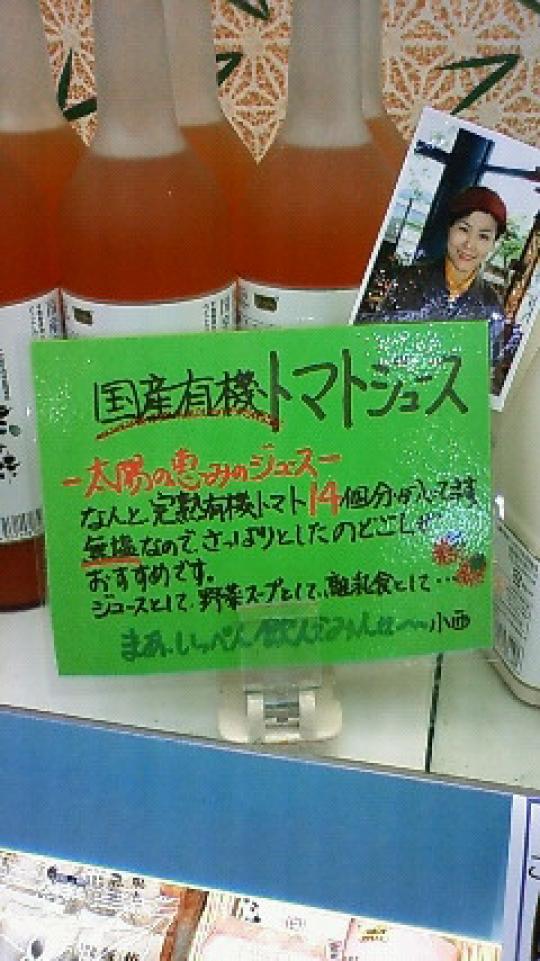 国産有機トマトジュース
ー太陽の恵みのジュースー
なんと、完熟有機トマト14個分が入ってます
無塩なので、さっぱりとしたのどごしが
おすすめです。
ジュースとして、野菜スープとして、離乳食として…
まあ、いっぺん飲んでみんせ〜 小西